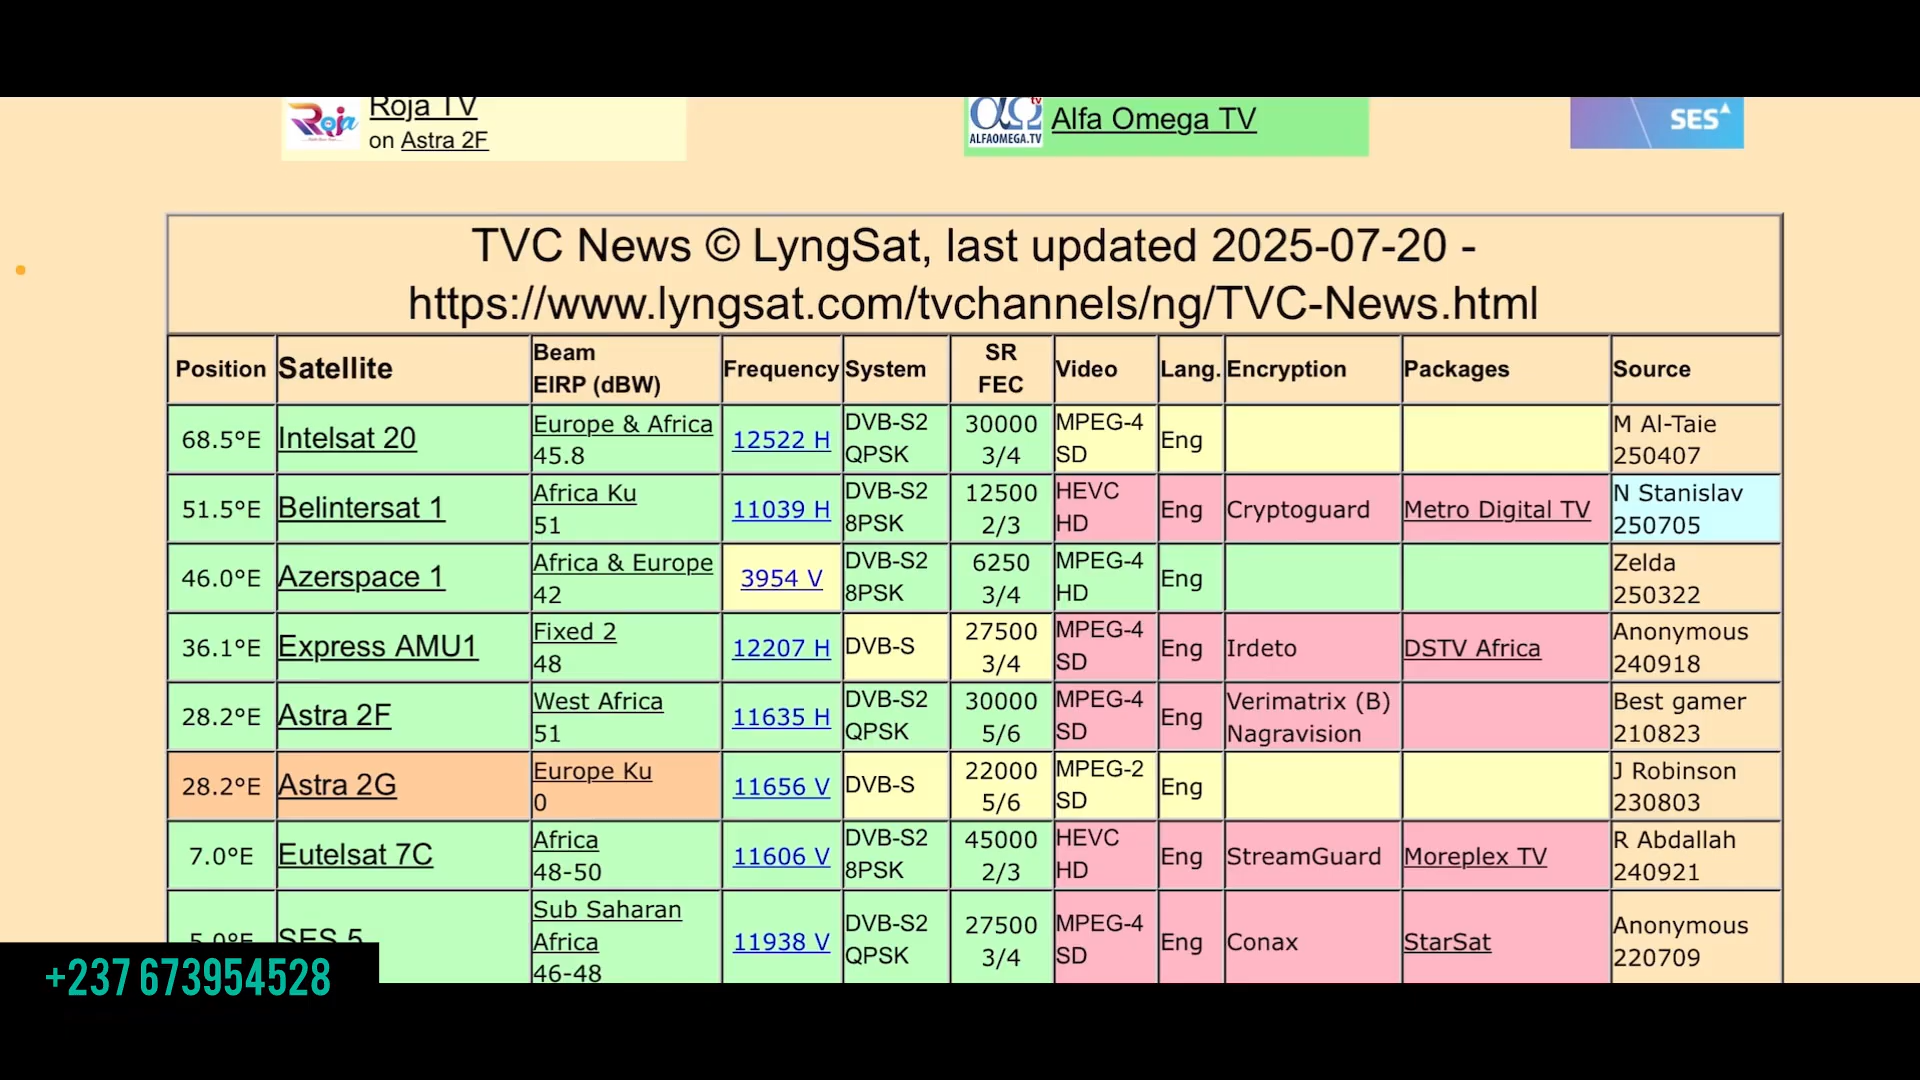 Roja TV
on Astra 2F
Roja
tv
αΩ
ALFAOMEGA.TV
Alfa Omega TV
SES
TVC News © LyngSat, last updated 2025-07-20 -
https://www.lyngsat.com/tvchannels/ng/TVC-News.html
Position Satellite Beam EIRP (dBW) Frequency System SR FEC Video Lang. Encryption Packages Source
68.5°E Intelsat 20 Europe & Africa 45.8 12522 H DVB-S2 QPSK 30000 3/4 MPEG-4 SD Eng M Al-Taie 250407
51.5°E Belintersat 1 Africa Ku 51 11039 H DVB-S2 8PSK 12500 2/3 HEVC HD Eng Cryptoguard Metro Digital TV N Stanislav 250705
46.0°E Azerspace 1 Africa & Europe 42 3954 V DVB-S2 8PSK 6250 3/4 MPEG-4 HD Eng Zelda 250322
36.1°E Express AMU1 Fixed 2 48 12207 H DVB-S 27500 3/4 MPEG-4 SD Eng Irdeto DSTV Africa Anonymous 240918
28.2°E Astra 2F West Africa 51 11635 H DVB-S2 QPSK 30000 5/6 MPEG-4 SD Eng Verimatrix (B) Nagravision Best gamer 210823
28.2°E Astra 2G Europe Ku 0 11656 V DVB-S 22000 5/6 MPEG-2 SD Eng J Robinson 230803
7.0°E Eutelsat 7C Africa 48-50 11606 V DVB-S2 8PSK 45000 2/3 HEVC HD Eng StreamGuard Moreplex TV R Abdallah 240921
5.0°E SES 5 Sub Saharan Africa 46-48 11938 V DVB-S2 QPSK 27500 3/4 MPEG-4 SD Eng Conax StarSat Anonymous 220709
+237 673954528